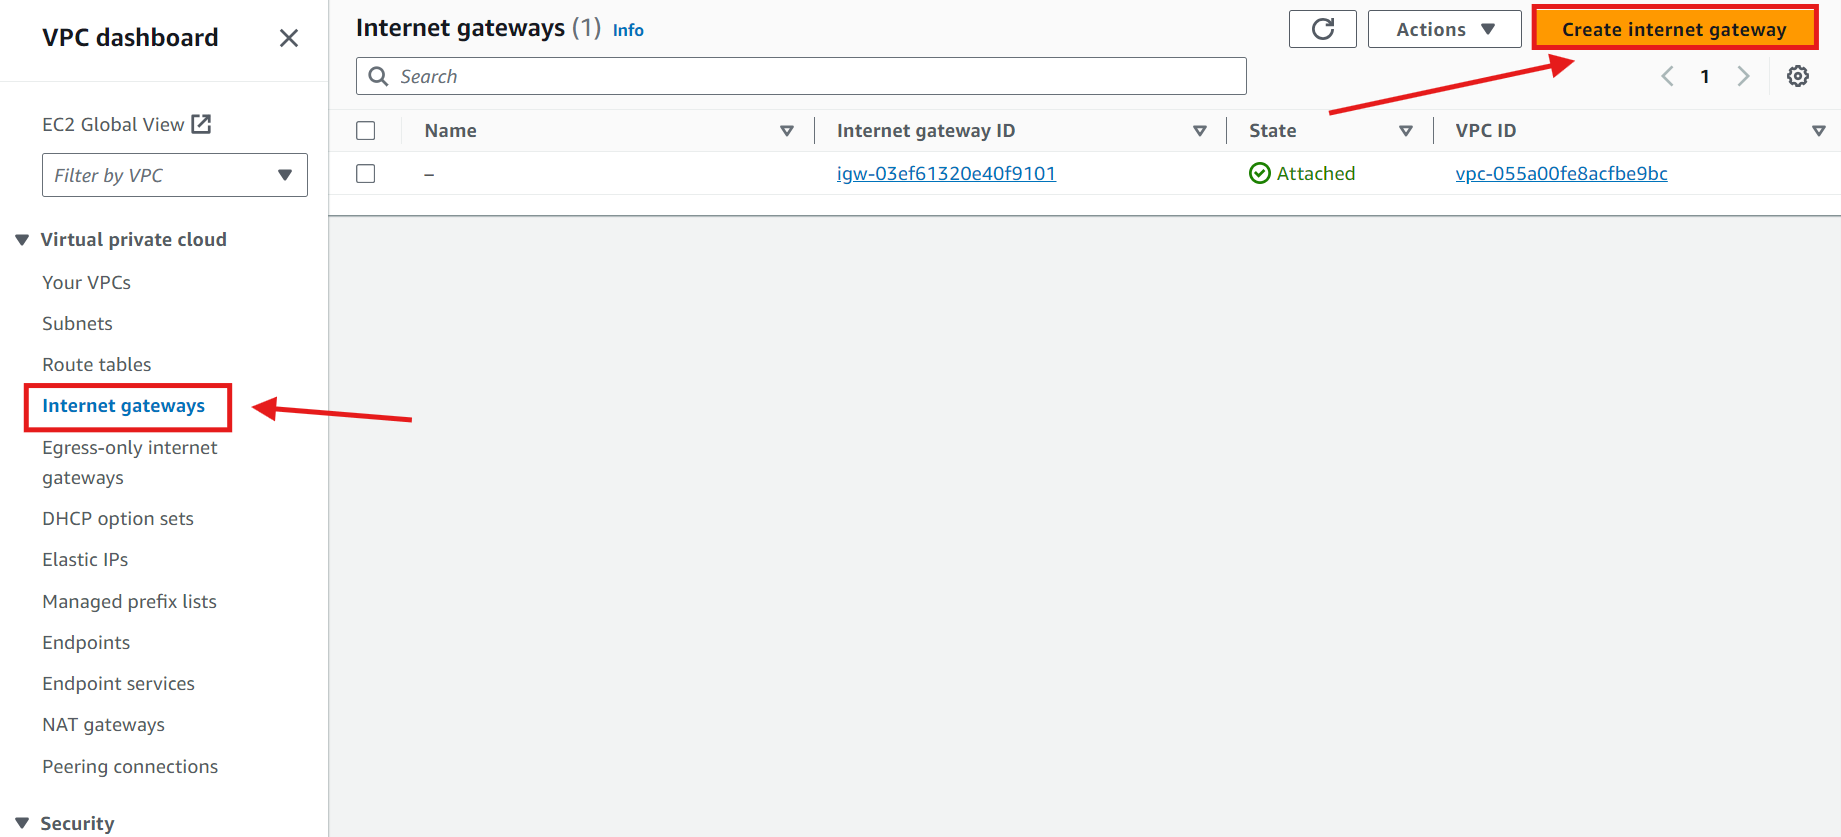 VPC dashboard
EC2 Global View
Filter by VPC
Virtual private cloud
Your VPCs
Subnets
Route tables
Internet gateways
Egress-only internet
gateways
DHCP option sets
Elastic IPs
Managed prefix lists
Endpoints
Endpoint services
NAT gateways
Peering connections
Security
Internet gateways (1) Info
Actions
Create internet gateway
Search
1
Name Internet gateway ID State VPC ID
– igw-03ef61320e40f9101 Attached vpc-055a00fe8acfbe9bc